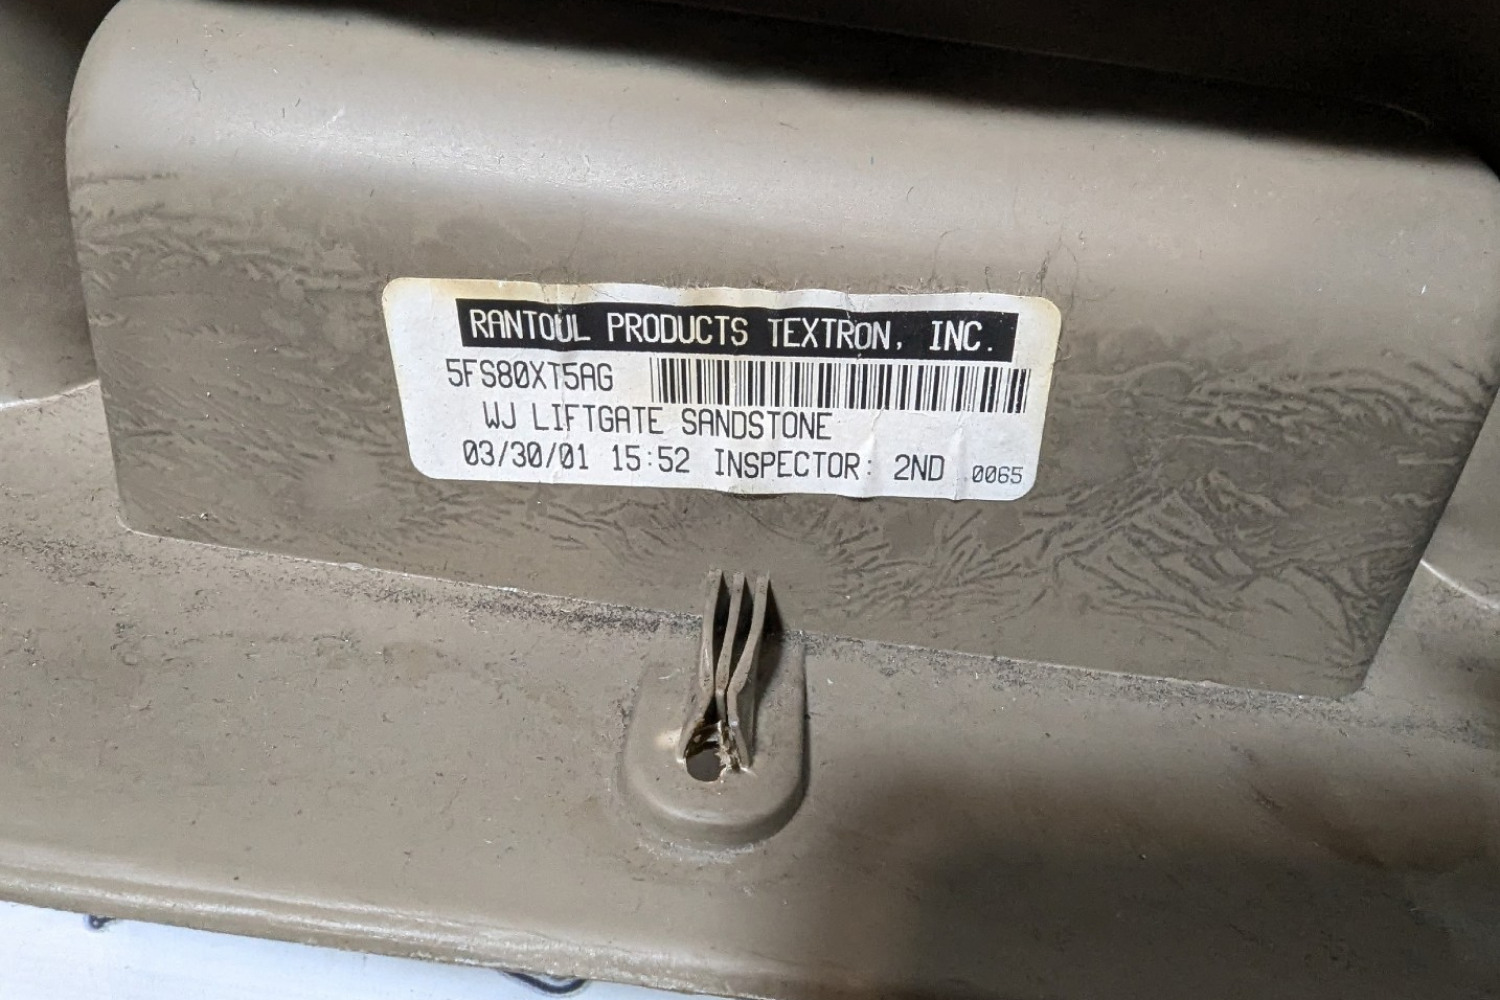 RANTOUL PRODUCTS TEXTRON, INC.
5FS80XT5AG
WJ LIFTGATE SANDSTONE
03/30/01 15:52 INSPECTOR: 2ND 0065